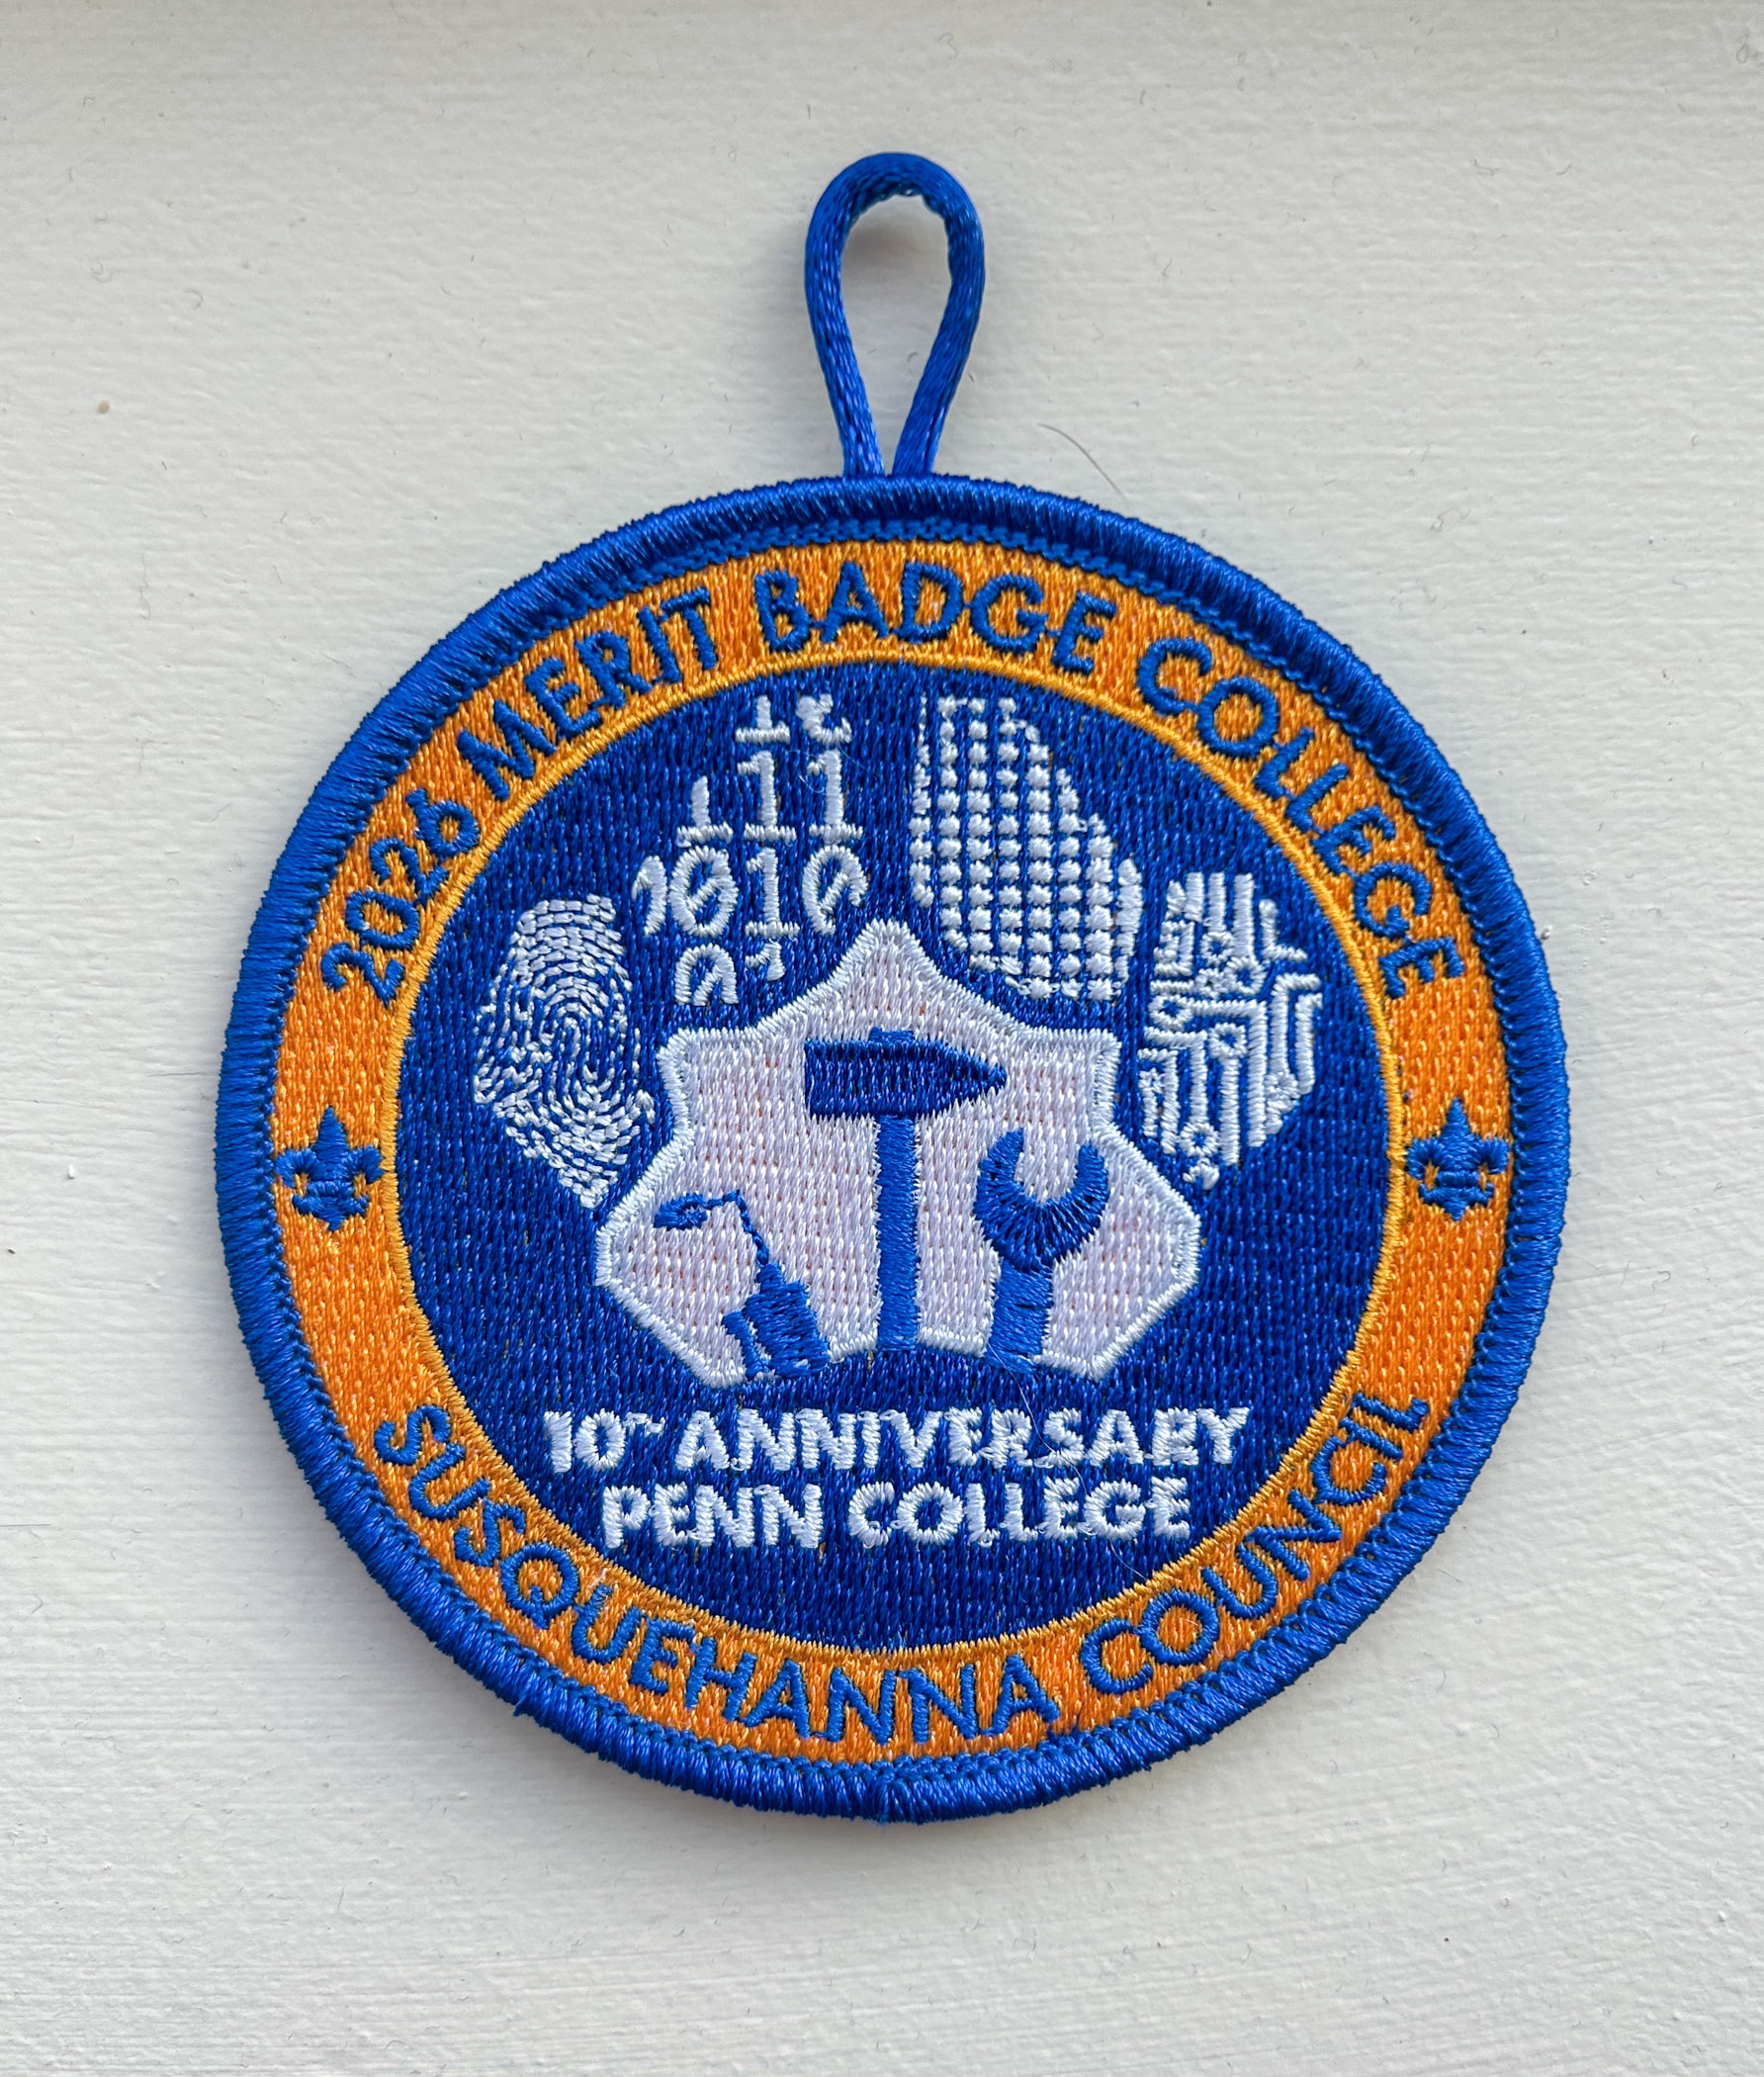 2026 MERIT BADGE COLLEGE
10TH ANNIVERSARY
PENN COLLEGE
SUSQUEHANNA COUNCIL